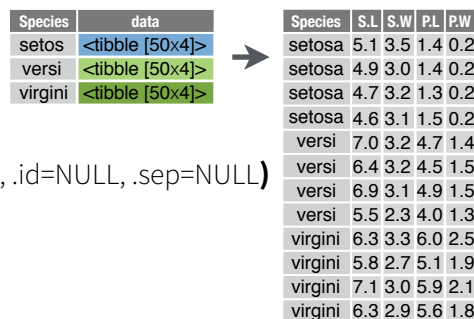 Species data
setos <tibble [50x4]>
versi <tibble [50x4]>
virgini <tibble [50x4]>
, .id=NULL, .sep=NULL)
Species S.L S.W P.L P.W
setosa 5.1 3.5 1.4 0.2
setosa 4.9 3.0 1.4 0.2
setosa 4.7 3.2 1.3 0.2
setosa 4.6 3.1 1.5 0.2
versi 7.0 3.2 4.7 1.4
versi 6.4 3.2 4.5 1.5
versi 6.9 3.1 4.9 1.5
versi 5.5 2.3 4.0 1.3
virgini 6.3 3.3 6.0 2.5
virgini 5.8 2.7 5.1 1.9
virgini 7.1 3.0 5.9 2.1
virgini 6.3 2.9 5.6 1.8